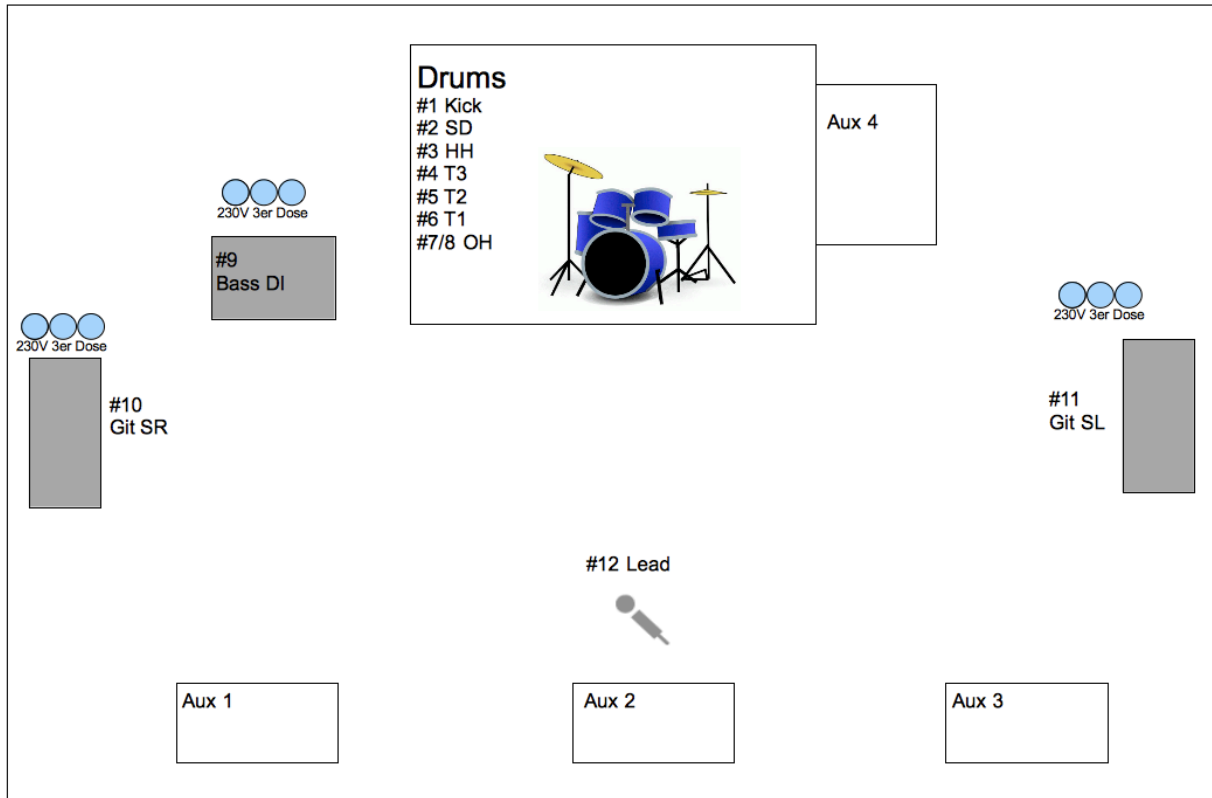 Drums
#1 Kick
#2 SD
#3 HH
#4 T3
#5 T2
#6 T1
#7/8 OH
Aux 4
230V 3er Dose
#9
Bass DI
230V 3er Dose
230V 3er Dose
#10
Git SR
#11
Git SL
#12 Lead
Aux 1
Aux 2
Aux 3